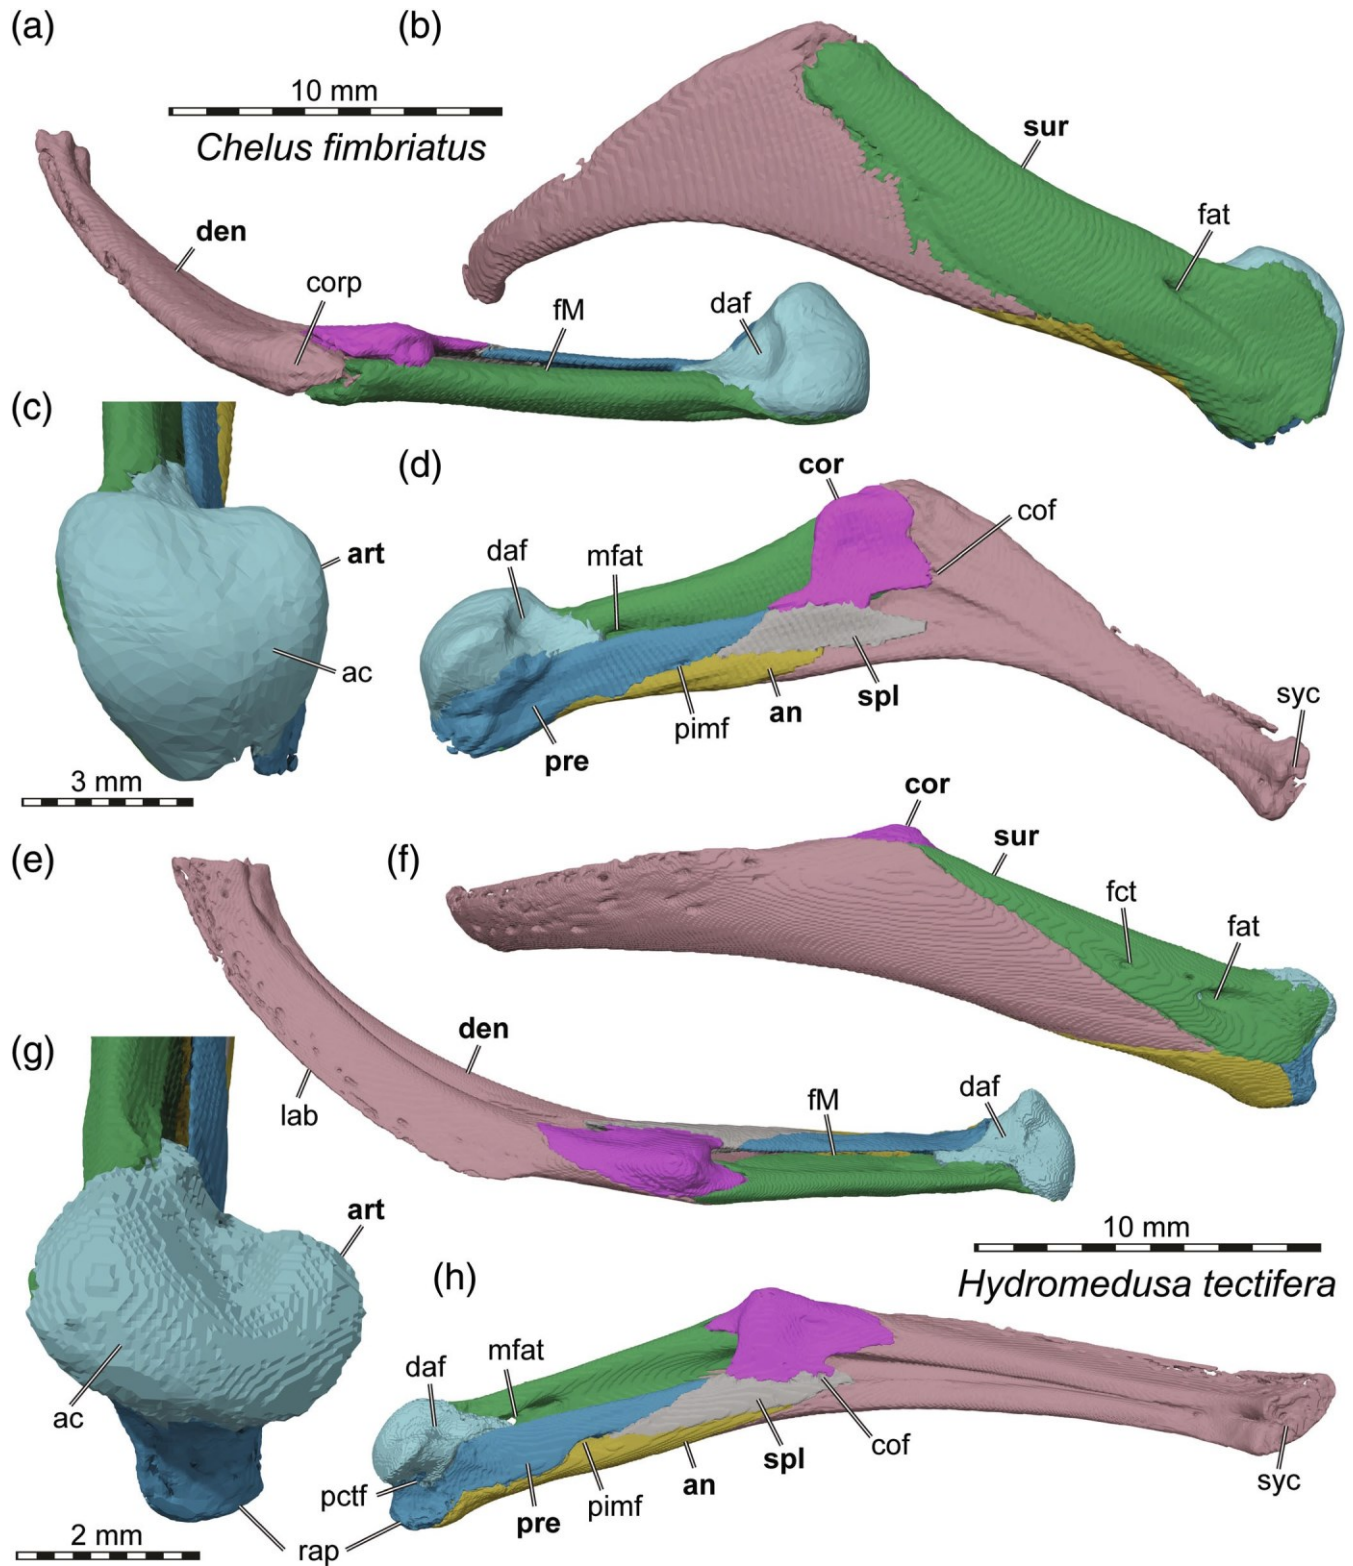 (a)
(b)
10 mm
Chelus fimbriatus
sur
den
fat
corp
fM
daf
(c)
(d)
cor
cof
daf
mfat
art
ac
syc
an
spl
pimf
pre
3 mm
cor
(e)
(f)
sur
fct
fat
den
(g)
lab
fM
daf
art
10 mm
(h)
Hydromedusa tectifera
mfat
daf
ac
cof
spl
syc
an
pctf
pimf
pre
rap
2 mm